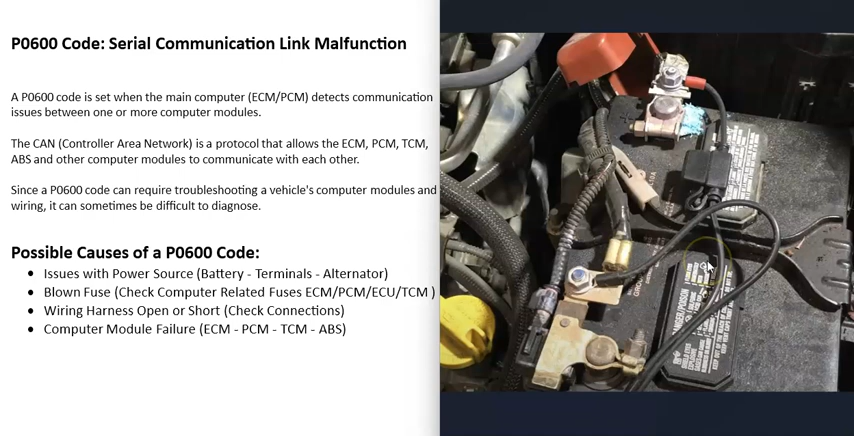 P0600 Code: Serial Communication Link Malfunction
A P0600 code is set when the main computer (ECM/PCM) detects communication
issues between one or more computer modules.
The CAN (Controller Area Network) is a protocol that allows the ECM, PCM, TCM,
ABS and other computer modules to communicate with each other.
Since a P0600 code can require troubleshooting a vehicle's computer modules and
wiring, it can sometimes be difficult to diagnose.
Possible Causes of a P0600 Code:
Issues with Power Source (Battery - Terminals - Alternator)
Blown Fuse (Check Computer Related Fuses ECM/PCM/ECU/TCM )
Wiring Harness Open or Short (Check Connections)
Computer Module Failure (ECM - PCM - TCM - ABS)